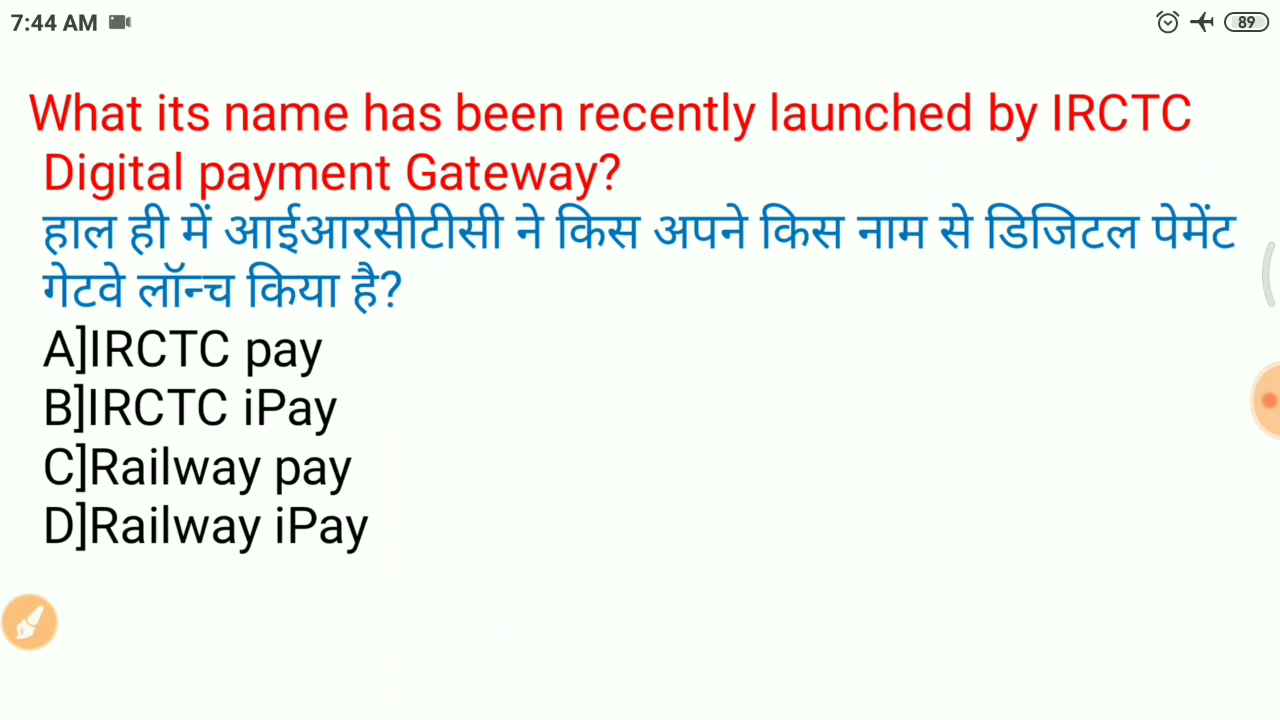 7:44 AM
89
What its name has been recently launched by IRCTC
Digital payment Gateway?
हाल ही में आईआरसीटीसी ने किस अपने किस नाम से डिजिटल पेमेंट
गेटवे लॉन्च किया है?
A]IRCTC pay
B]IRCTC iPay
C]Railway pay
D]Railway iPay